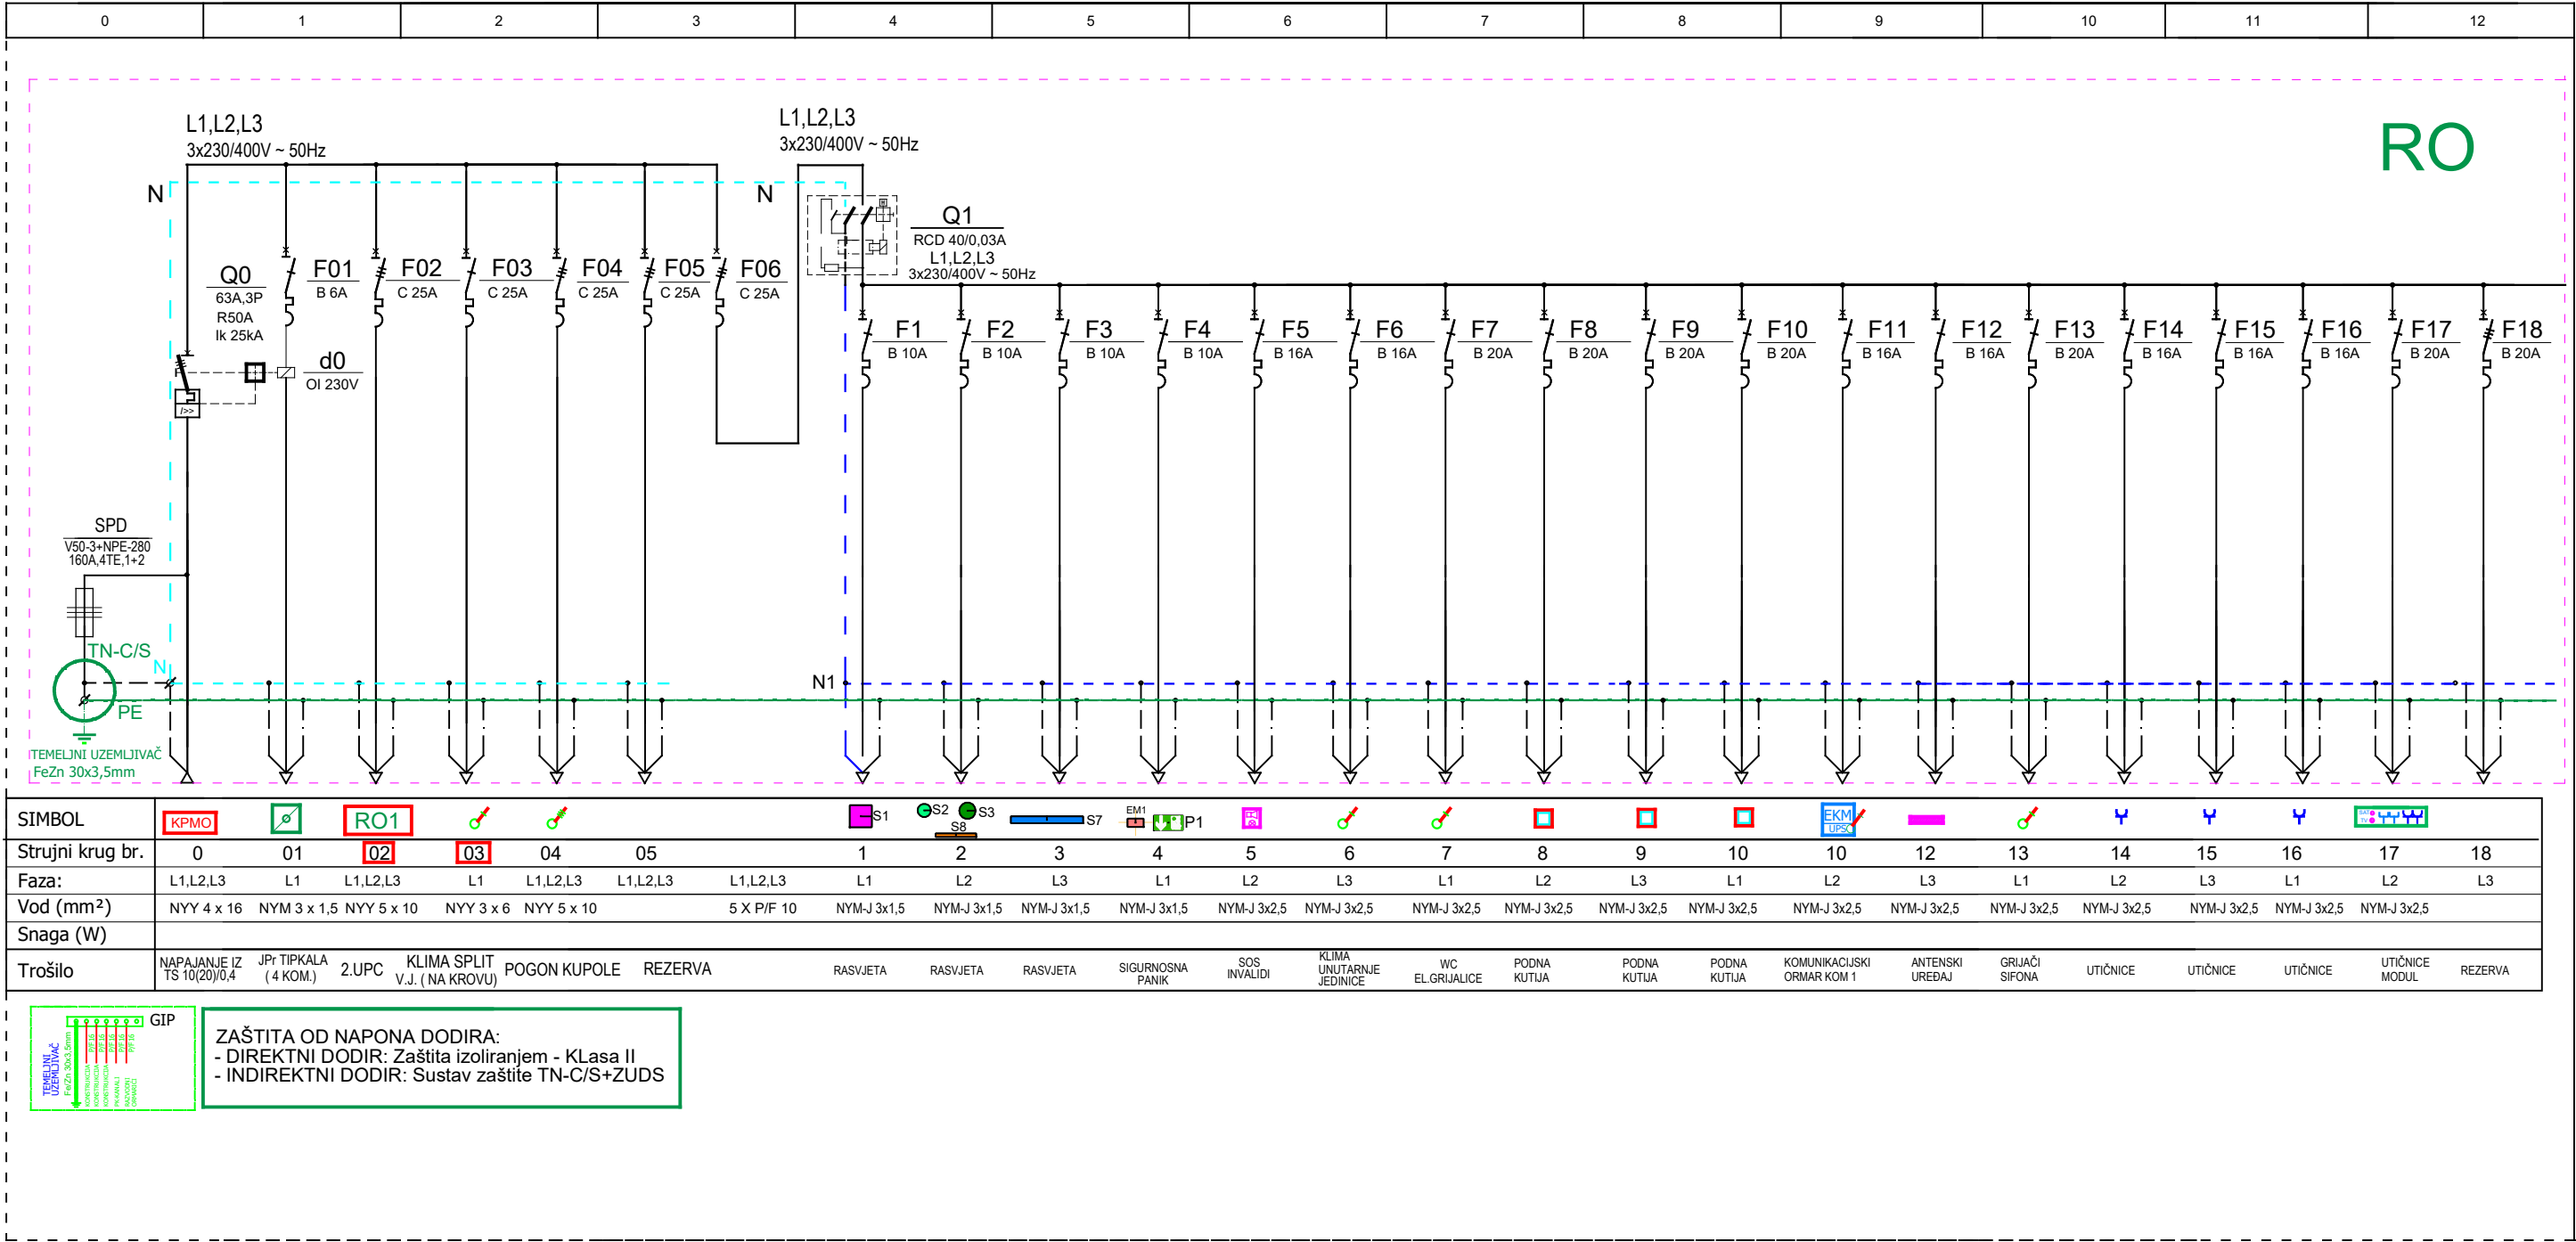 0 1 2 3 4 5 6 7 8 9 10 11 12
RO
L1,L2,L3
3x230/400V ~ 50Hz
L1,L2,L3
3x230/400V ~ 50Hz
N
N
Q1
RCD 40/0,03A
L1,L2,L3
3x230/400V ~ 50Hz
Q0
63A,3P
R50A
Ik 25kA
F01
B 6A
F02
C 25A
F03
C 25A
F04
C 25A
F05
C 25A
F06
C 25A
d0
OI 230V
I>>
F1
B 10A
F2
B 10A
F3
B 10A
F4
B 10A
F5
B 16A
F6
B 16A
F7
B 20A
F8
B 20A
F9
B 20A
F10
B 20A
F11
B 16A
F12
B 16A
F13
B 20A
F14
B 16A
F15
B 16A
F16
B 16A
F17
B 20A
F18
B 20A
SPD
V50-3+NPE-280
160A,4TE,1+2
TN-C/S
N
N1
PE
TEMELJNI UZEMLJIVAČ
FeZn 30x3,5mm
SIMBOL KPMO RO1 S1 S2 S3 S8 S7 EM1 P1 EKM UPS
Strujni krug br. 0 01 02 03 04 05 1 2 3 4 5 6 7 8 9 10 10 12 13 14 15 16 17 18
Faza: L1,L2,L3 L1 L1,L2,L3 L1 L1,L2,L3 L1,L2,L3 L1,L2,L3 L1 L2 L3 L1 L2 L3 L1 L2 L3 L1 L2 L3 L1 L2 L3 L1 L2 L3
Vod (mm²) NYY 4 x 16 NYM 3 x 1,5 NYY 5 x 10 NYY 3 x 6 NYY 5 x 10 5 X P/F 10 NYM-J 3x1,5 NYM-J 3x1,5 NYM-J 3x1,5 NYM-J 3x1,5 NYM-J 3x2,5 NYM-J 3x2,5 NYM-J 3x2,5 NYM-J 3x2,5 NYM-J 3x2,5 NYM-J 3x2,5 NYM-J 3x2,5 NYM-J 3x2,5 NYM-J 3x2,5 NYM-J 3x2,5 NYM-J 3x2,5 NYM-J 3x2,5 NYM-J 3x2,5
Snaga (W)
Trošilo
NAPAJANJE IZ
TS 10(20)/0,4
JPr TIPKALA
( 4 KOM.)
2.UPC
KLIMA SPLIT
V.J. ( NA KROVU)
POGON KUPOLE
REZERVA
RASVJETA
RASVJETA
RASVJETA
SIGURNOSNA
PANIK
SOS
INVALIDI
KLIMA
UNUTARNJE
JEDINICE
WC
EL.GRIJALICE
PODNA
KUTIJA
PODNA
KUTIJA
PODNA
KUTIJA
KOMUNIKACIJSKI
ORMAR KOM 1
ANTENSKI
UREĐAJ
GRIJAČI
SIFONA
UTIČNICE
UTIČNICE
UTIČNICE
UTIČNICE
MODUL
REZERVA
GIP
TEMELJNI
UZEMLJIVAČ
Fe/Zn 30x3,5mm
P/F 16
P/F 16
P/F 16
P/F 16
P/F 16
ZAŠTITA OD NAPONA DODIRA:
- DIREKTNI DODIR: Zaštita izoliranjem - KLasa II
- INDIREKTNI DODIR: Sustav zaštite TN-C/S+ZUDS